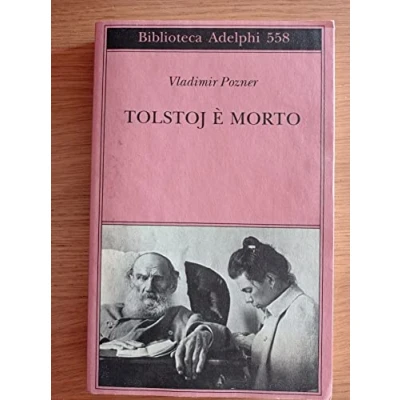 Biblioteca Adelphi 558
Vladimir Pozner
TOLSTOJ È MORTO